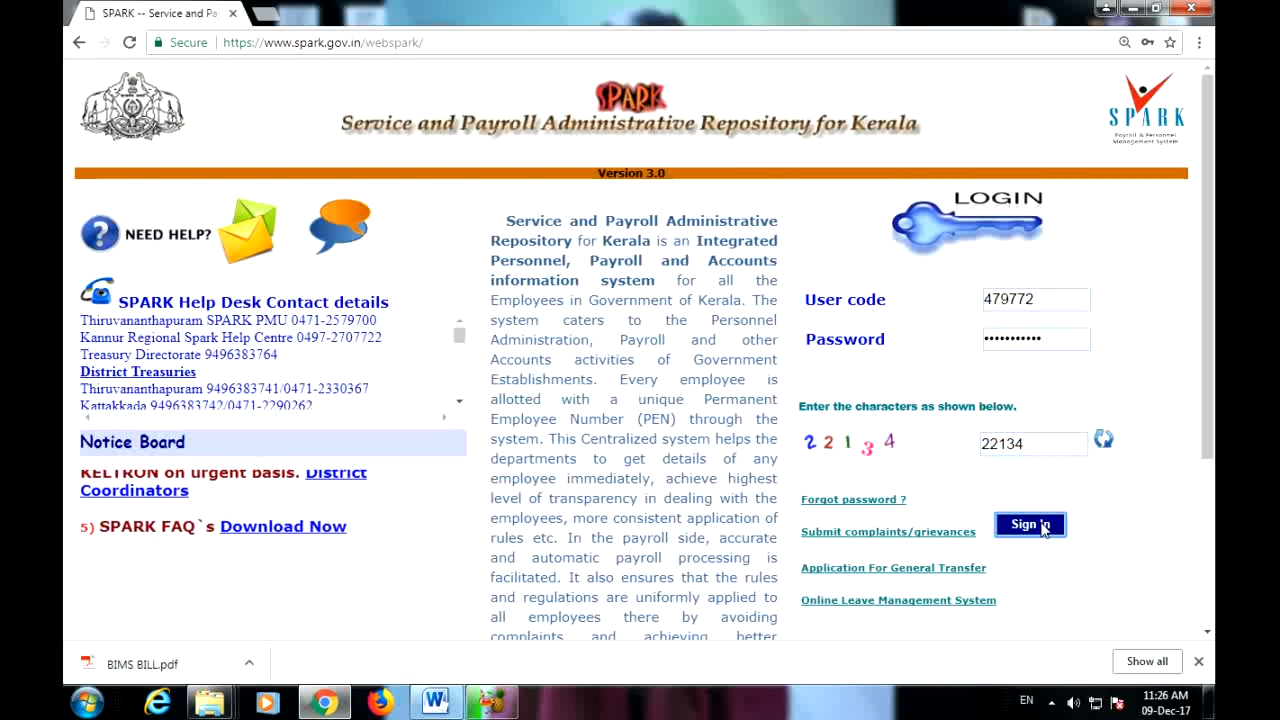 SPARK -- Service and Pa
Secure
https://www.spark.gov.in/webspark/
SPARK
Service and Payroll Administrative Repository for Kerala
SPARK
Payroll & Personnel
Management System
Version 3.0
NEED HELP?
SPARK Help Desk Contact details
Thiruvananthapuram SPARK PMU 0471-2579700
Kannur Regional Spark Help Centre 0497-2707722
Treasury Directorate 9496383764
District Treasuries
Thiruvananthapuram 9496383741/0471-2330367
Kattakkada 9496383742/0471-2290262
Notice Board
KELTRON on urgent basis. District
Coordinators
5) SPARK FAQ`s Download Now
Service and Payroll Administrative
Repository for Kerala is an Integrated
Personnel, Payroll and Accounts
information system for all the
Employees in Government of Kerala. The
system caters to the Personnel
Administration, Payroll and other
Accounts activities of Government
Establishments. Every employee is
allotted with a unique Permanent
Employee Number (PEN) through the
system. This Centralized system helps the
departments to get details of any
employee immediately, achieve highest
level of transparency in dealing with the
employees, more consistent application of
rules etc. In the payroll side, accurate
and automatic payroll processing is
facilitated. It also ensures that the rules
and regulations are uniformly applied to
all employees there by avoiding
complaints and achieving better
LOGIN
User code 479772
Password •••••••••••
Enter the characters as shown below.
2 2 1 3 4 22134
Forgot password ?
Sign in
Submit complaints/grievances
Application For General Transfer
Online Leave Management System
BIMS BILL.pdf
Show all
EN
11:26 AM
09-Dec-17